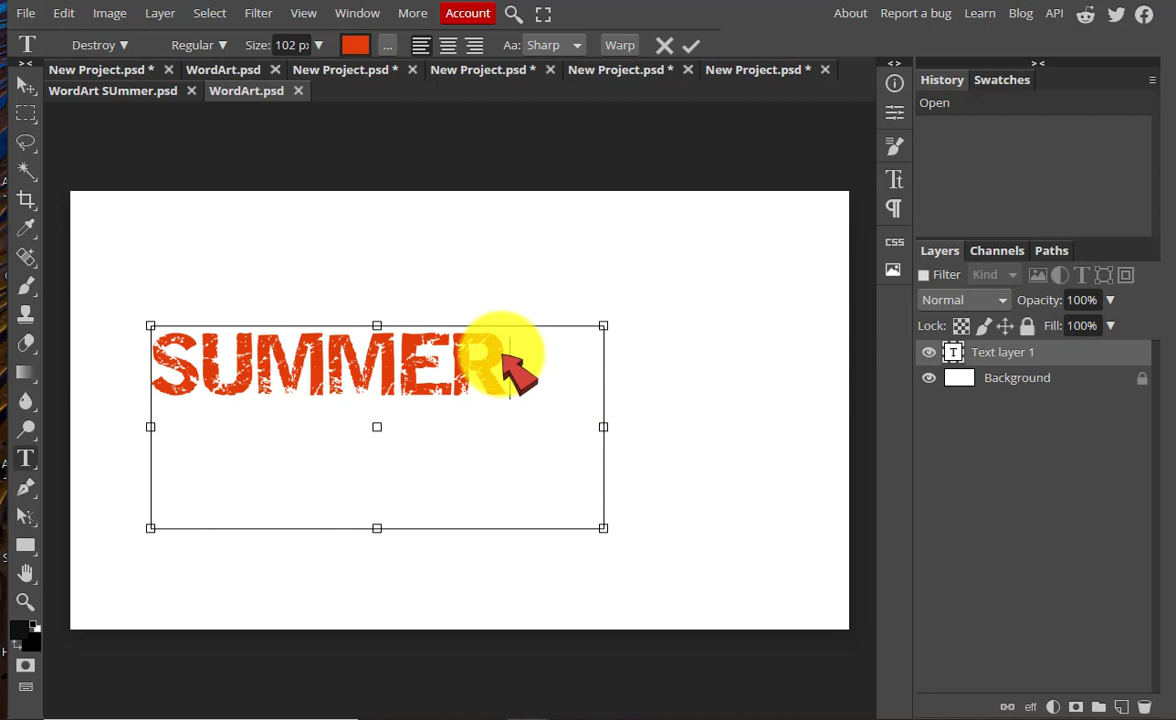 File Edit Image Layer Select Filter View Window More Account About Report a bug Learn Blog API
T Destroy Regular Size: 102 px ... Aa: Sharp Warp
New Project.psd * WordArt.psd New Project.psd * New Project.psd * New Project.psd * New Project.psd *
WordArt SUmmer.psd WordArt.psd
> <
< >
> <
History Swatches
Open
SUMMER
CSS
Layers Channels Paths
Filter Kind
Normal Opacity: 100%
Lock: Fill: 100%
T Text layer 1
Background
eff